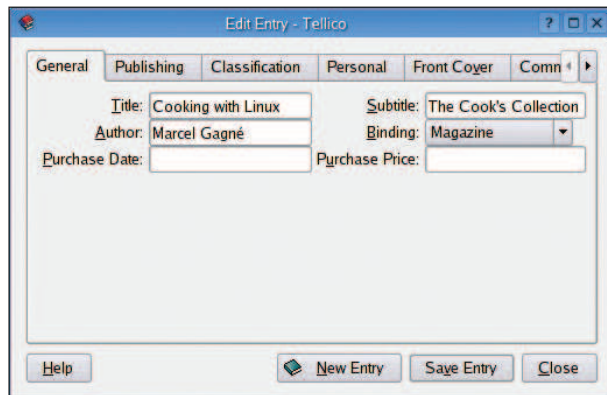 Edit Entry - Tellico
General Publishing Classification Personal Front Cover Comm
Title: Cooking with Linux Subtitle: The Cook's Collection
Author: Marcel Gagné Binding: Magazine
Purchase Date: Purchase Price:
Help New Entry Save Entry Close